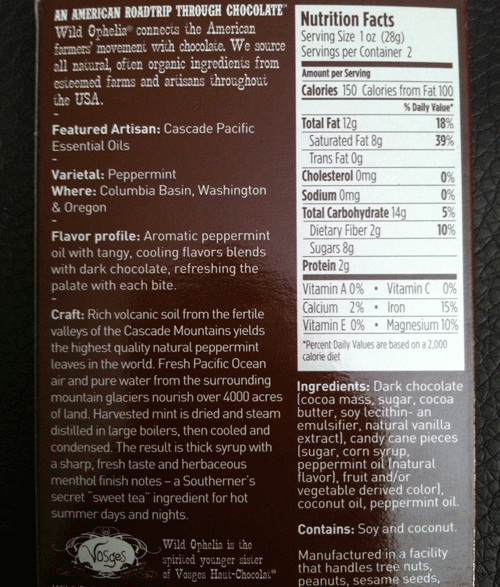 AN AMERICAN ROADTRIP THROUGH CHOCOLATE™
Wild Ophelia® connects the American
farmers' movement with chocolate. We source
all natural, often organic ingredients from
esteemed farms and artisans throughout
the USA.
-
Featured Artisan: Cascade Pacific
Essential Oils
-
Varietal: Peppermint
Where: Columbia Basin, Washington
& Oregon
-
Flavor profile: Aromatic peppermint
oil with tangy, cooling flavors blends
with dark chocolate, refreshing the
palate with each bite.
-
Craft: Rich volcanic soil from the fertile
valleys of the Cascade Mountains yields
the highest quality natural peppermint
leaves in the world. Fresh Pacific Ocean
air and pure water from the surrounding
mountain glaciers nourish over 4000 acres
of land. Harvested mint is dried and steam
distilled in large boilers, then cooled and
condensed. The result is thick syrup with
a sharp, fresh taste and herbaceous
menthol finish notes – a Southerner's
secret "sweet tea" ingredient for hot
summer days and nights.
Vosges
Wild Ophelia is the
spirited younger sister
of Vosges Haut-Chocolat®
Nutrition Facts
Serving Size 1 oz (28g)
Servings per Container 2
Amount per Serving
Calories 150 Calories from Fat 100
% Daily Value*
Total Fat 12g 18%
Saturated Fat 8g 39%
Trans Fat 0g
Cholesterol 0mg 0%
Sodium 0mg 0%
Total Carbohydrate 14g 5%
Dietary Fiber 2g 10%
Sugars 8g
Protein 2g
Vitamin A 0% • Vitamin C 0%
Calcium 2% • Iron 15%
Vitamin E 0% • Magnesium 10%
*Percent Daily Values are based on a 2,000
calorie diet
Ingredients: Dark chocolate
(cocoa mass, sugar, cocoa
butter, soy lecithin- an
emulsifier, natural vanilla
extract), candy cane pieces
(sugar, corn syrup,
peppermint oil (natural
flavor), fruit and/or
vegetable derived color),
coconut oil, peppermint oil.
Contains: Soy and coconut.
Manufactured in a facility
that handles tree nuts,
peanuts, sesame seeds,